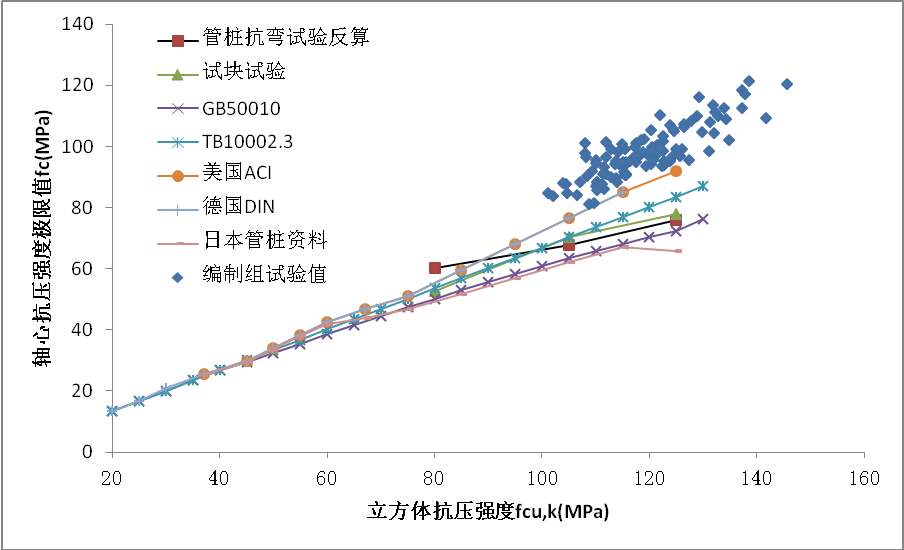 140
120
100
80
60
40
20
0
轴心抗压强度极限值fc(MPa)
管桩抗弯试验反算
试块试验
GB50010
TB10002.3
美国ACI
德国DIN
日本管桩资料
编制组试验值
20 40 60 80 100 120 140 160
立方体抗压强度fcu,k(MPa)